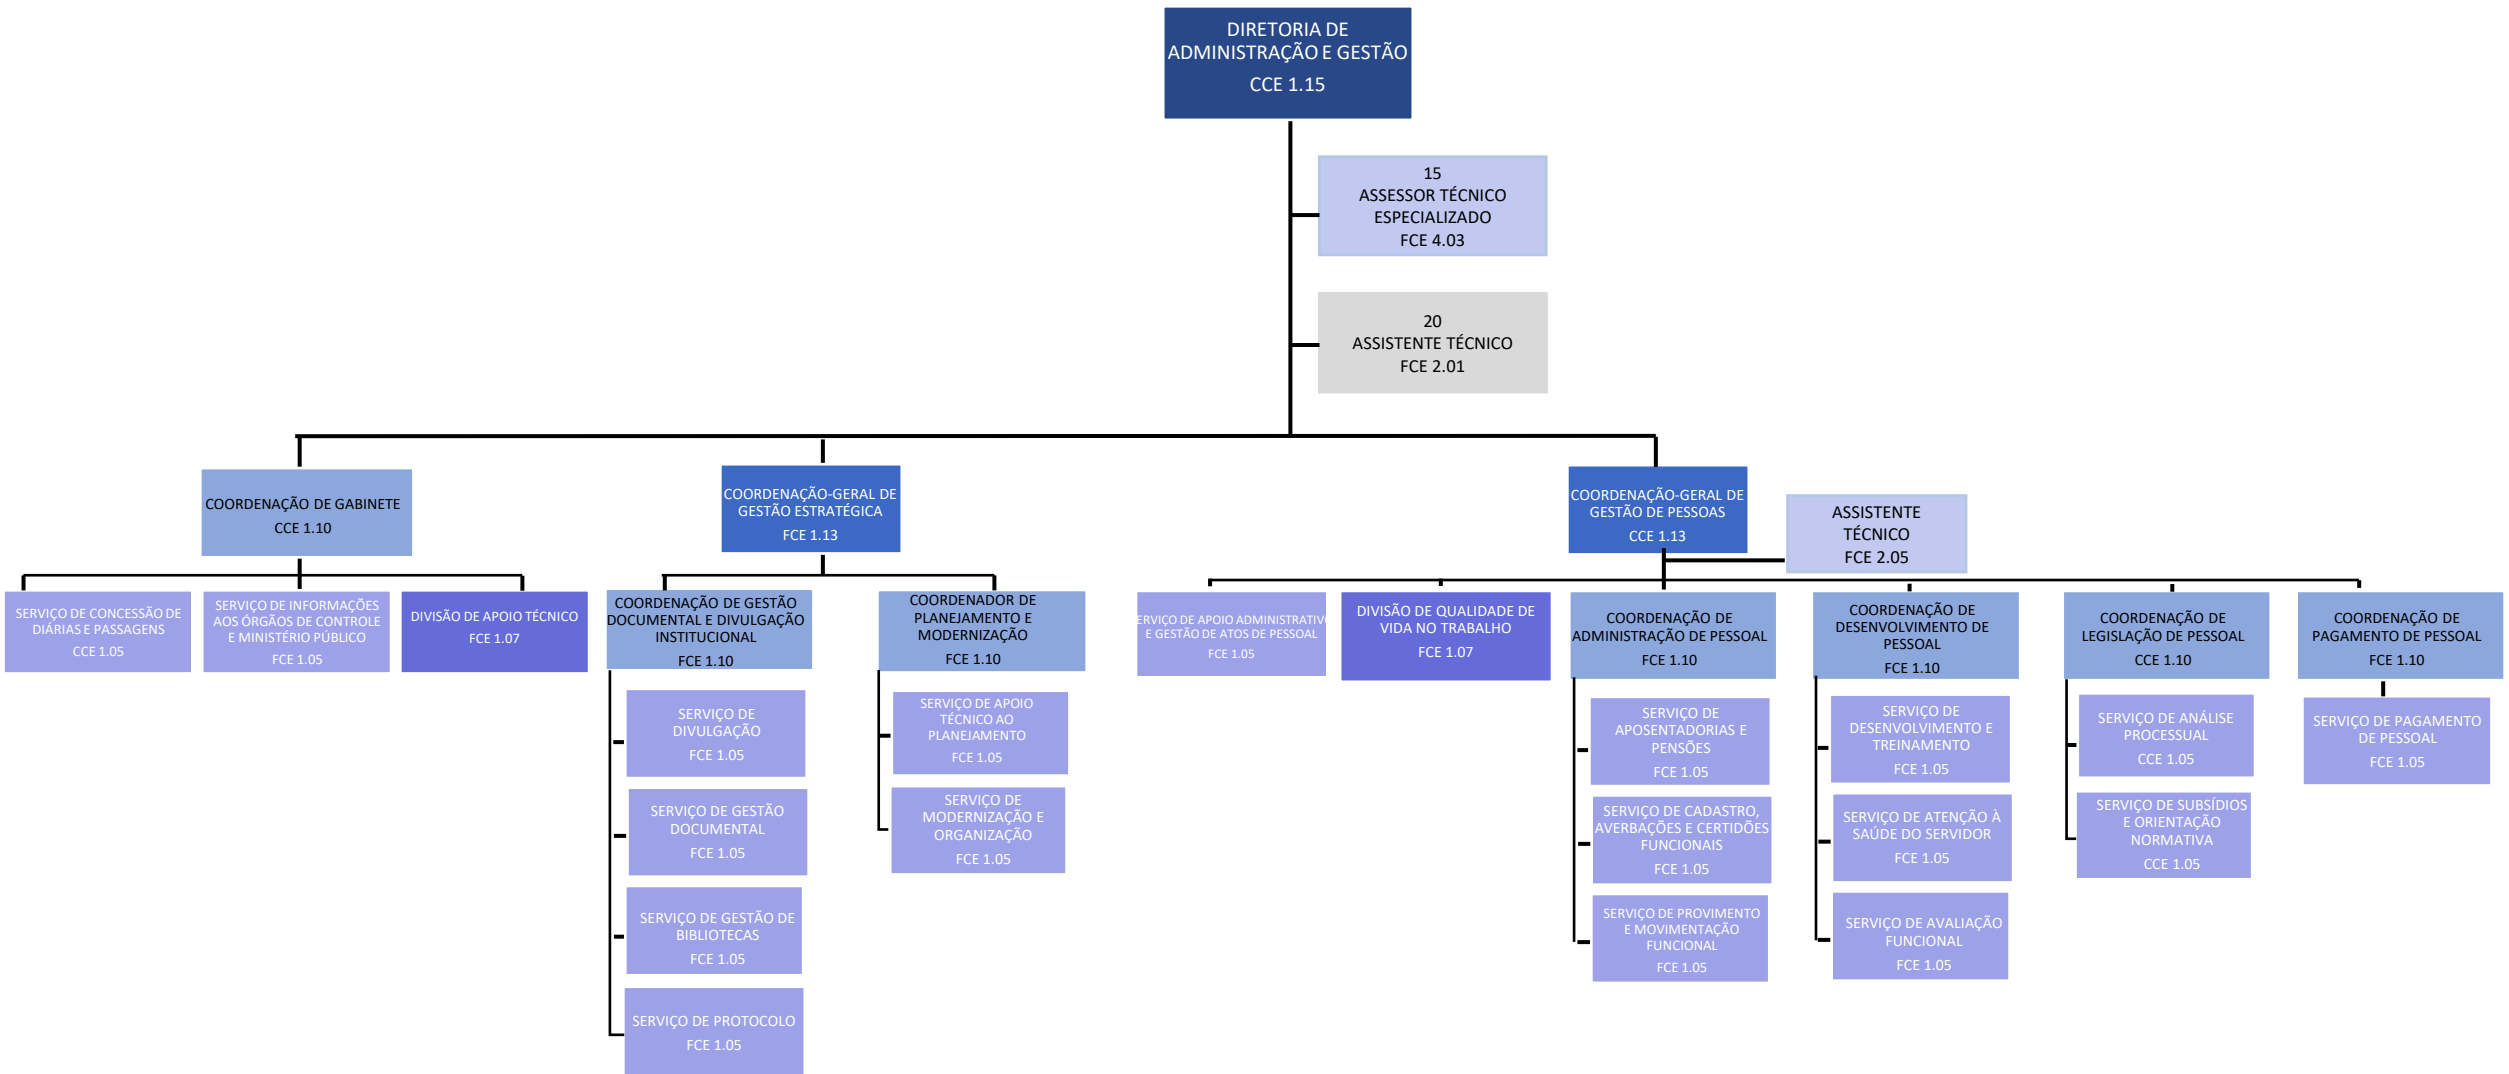 DIRETORIA DE
ADMINISTRAÇÃO E GESTÃO
CCE 1.15
15
ASSESSOR TÉCNICO
ESPECIALIZADO
FCE 4.03
20
ASSISTENTE TÉCNICO
FCE 2.01
COORDENAÇÃO DE GABINETE
CCE 1.10
COORDENAÇÃO-GERAL DE
GESTÃO ESTRATÉGICA
FCE 1.13
COORDENAÇÃO-GERAL DE
GESTÃO DE PESSOAS
CCE 1.13
ASSISTENTE
TÉCNICO
FCE 2.05
SERVIÇO DE CONCESSÃO DE
DIÁRIAS E PASSAGENS
CCE 1.05
SERVIÇO DE INFORMAÇÕES
AOS ÓRGÃOS DE CONTROLE
E MINISTÉRIO PÚBLICO
FCE 1.05
DIVISÃO DE APOIO TÉCNICO
FCE 1.07
COORDENAÇÃO DE GESTÃO
DOCUMENTAL E DIVULGAÇÃO
INSTITUCIONAL
FCE 1.10
SERVIÇO DE
DIVULGAÇÃO
FCE 1.05
SERVIÇO DE GESTÃO
DOCUMENTAL
FCE 1.05
SERVIÇO DE GESTÃO DE
BIBLIOTECAS
FCE 1.05
SERVIÇO DE PROTOCOLO
FCE 1.05
COORDENADOR DE
PLANEJAMENTO E
MODERNIZAÇÃO
FCE 1.10
SERVIÇO DE APOIO
TÉCNICO AO
PLANEJAMENTO
FCE 1.05
SERVIÇO DE
MODERNIZAÇÃO E
ORGANIZAÇÃO
FCE 1.05
ERVIÇO DE APOIO ADMINISTRATIVO
E GESTÃO DE ATOS DE PESSOAL
FCE 1.05
DIVISÃO DE QUALIDADE DE
VIDA NO TRABALHO
FCE 1.07
COORDENAÇÃO DE
ADMINISTRAÇÃO DE PESSOAL
FCE 1.10
SERVIÇO DE
APOSENTADORIAS E
PENSÕES
FCE 1.05
SERVIÇO DE CADASTRO,
AVERBAÇÕES E CERTIDÕES
FUNCIONAIS
FCE 1.05
SERVIÇO DE PROVIMENTO
E MOVIMENTAÇÃO
FUNCIONAL
FCE 1.05
COORDENAÇÃO DE
DESENVOLVIMENTO DE
PESSOAL
FCE 1.10
SERVIÇO DE
DESENVOLVIMENTO E
TREINAMENTO
FCE 1.05
SERVIÇO DE ATENÇÃO À
SAÚDE DO SERVIDOR
FCE 1.05
SERVIÇO DE AVALIAÇÃO
FUNCIONAL
FCE 1.05
COORDENAÇÃO DE
LEGISLAÇÃO DE PESSOAL
CCE 1.10
SERVIÇO DE ANÁLISE
PROCESSUAL
CCE 1.05
SERVIÇO DE SUBSÍDIOS
E ORIENTAÇÃO
NORMATIVA
CCE 1.05
COORDENAÇÃO DE
PAGAMENTO DE PESSOAL
FCE 1.10
SERVIÇO DE PAGAMENTO
DE PESSOAL
FCE 1.05